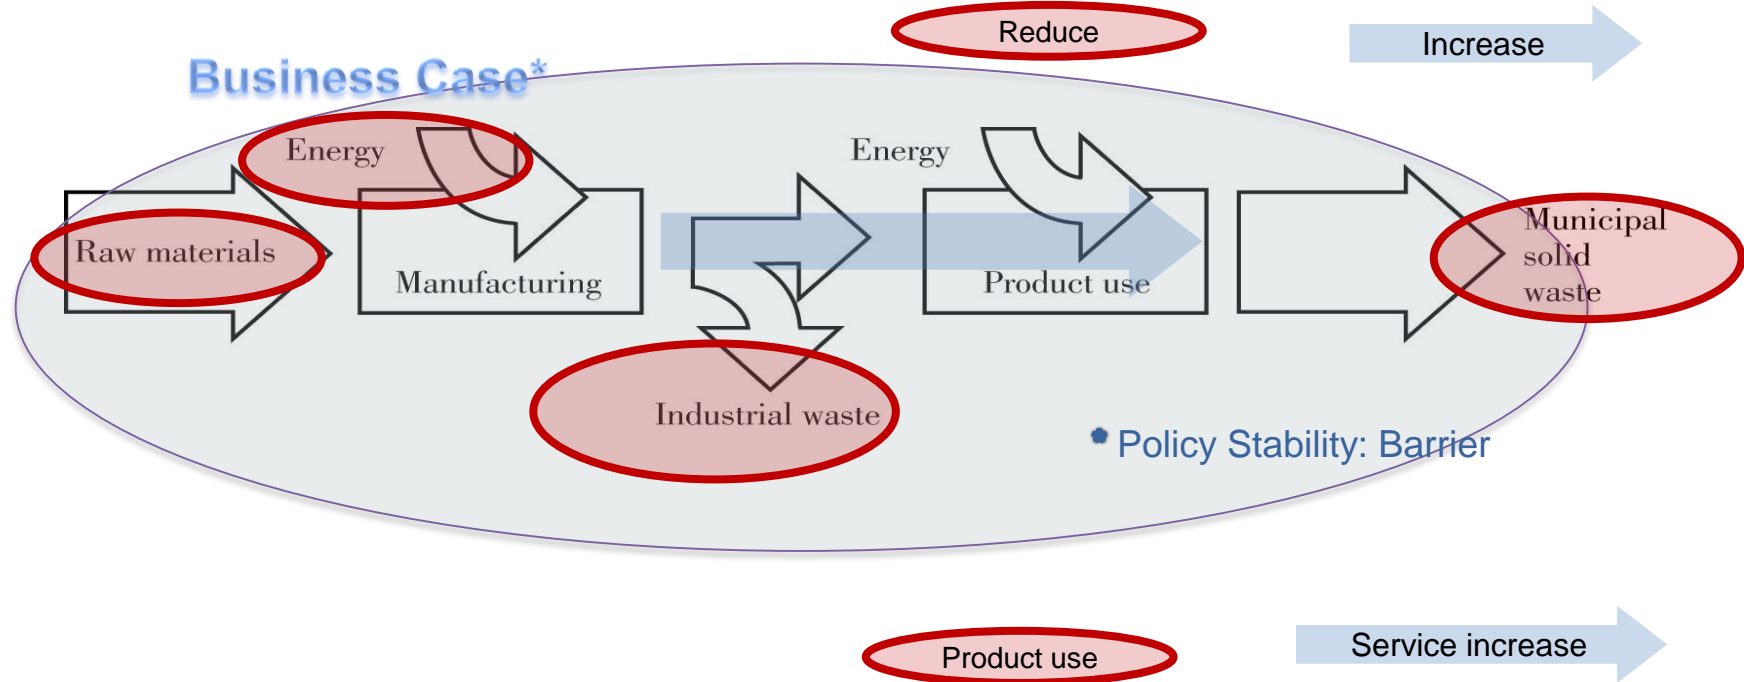 Reduce
Increase
Business Case*
Energy
Energy
Raw materials
Manufacturing
Product use
Municipal
solid
waste
Industrial waste
* Policy Stability: Barrier
Product use
Service increase